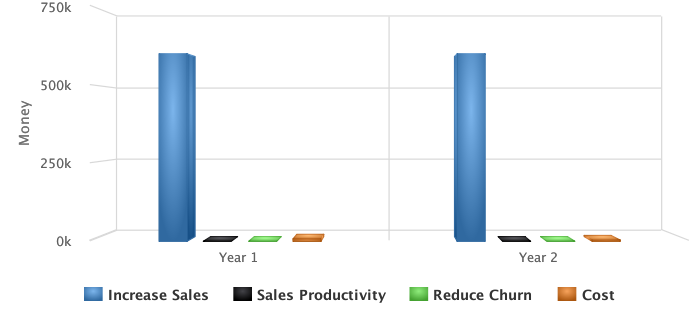 750k
500k
250k
0k
Money
Year 1
Year 2
Increase Sales
Sales Productivity
Reduce Churn
Cost